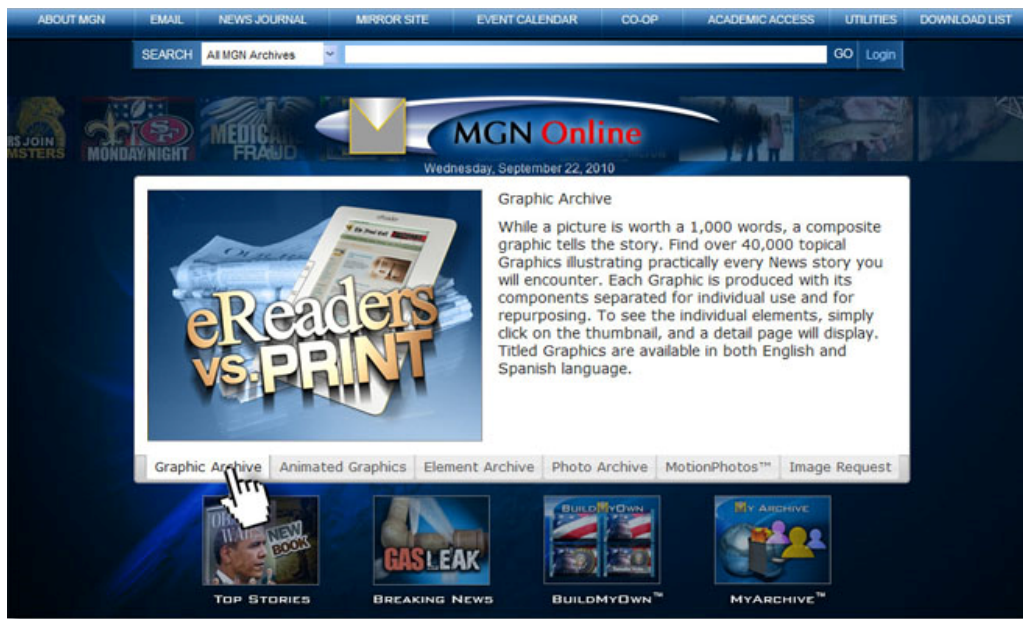 ABOUT MGN EMAIL NEWS JOURNAL MIRROR SITE EVENT CALENDAR CO-OP ACADEMIC ACCESS UTILITIES DOWNLOAD LIST
SEARCH All MGN Archives GO Login
RS JOIN
MSTERS
MONDAY NIGHT
MEDIC
FRAUD
MGN Online
Wednesday, September 22, 2010
eReaders
vs. PRINT
Graphic Archive
While a picture is worth a 1,000 words, a composite
graphic tells the story. Find over 40,000 topical
Graphics illustrating practically every News story you
will encounter. Each Graphic is produced with its
components separated for individual use and for
repurposing. To see the individual elements, simply
click on the thumbnail, and a detail page will display.
Titled Graphics are available in both English and
Spanish language.
Graphic Archive Animated Graphics Element Archive Photo Archive MotionPhotos™ Image Request
NEW
BOOK
GAS LEAK
BUILDMYOWN
MY ARCHIVE
TOP STORIES BREAKING NEWS BUILDMYOWN™ MYARCHIVE™